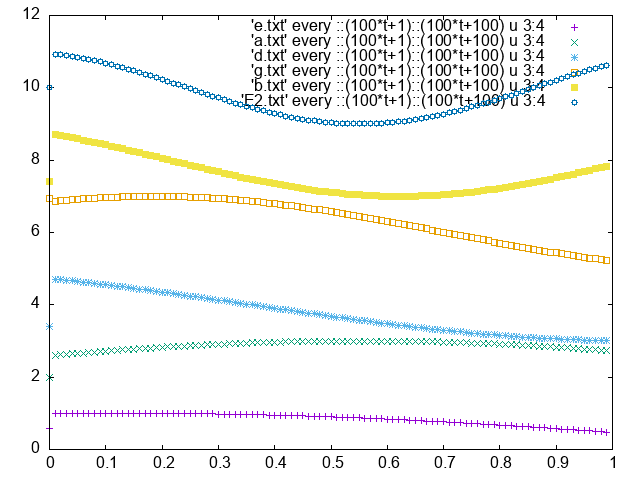 12
10
8
6
4
2
0
'e.txt' every ::(100*t+1)::(100*t+100) u 3:4
'a.txt' every ::(100*t+1)::(100*t+100) u 3:4
'd.txt' every ::(100*t+1)::(100*t+100) u 3:4
'g.txt' every ::(100*t+1)::(100*t+100) u 3:4
'b.txt' every ::(100*t+1)::(100*t+100) u 3:4
'E2.txt' every ::(100*t+1)::(100*t+100) u 3:4
0 0.1 0.2 0.3 0.4 0.5 0.6 0.7 0.8 0.9 1